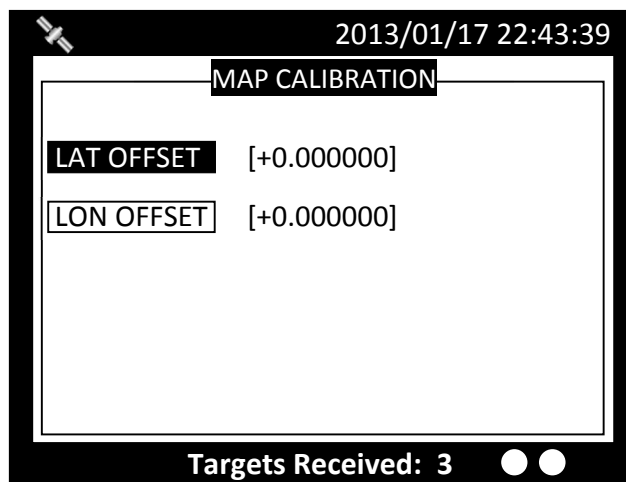 2013/01/17 22:43:39
MAP CALIBRATION
LAT OFFSET [+0.000000]
LON OFFSET [+0.000000]
Targets Received: 3